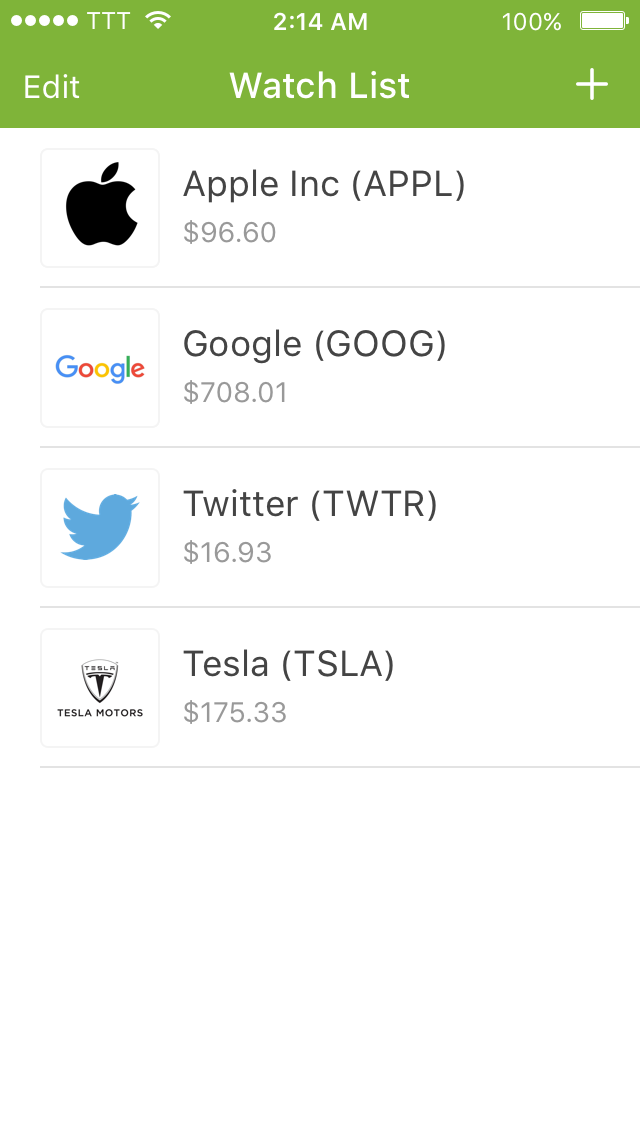 TTT 2:14 AM 100%
Edit Watch List +
Apple Inc (APPL)
$96.60
Google
Google (GOOG)
$708.01
Twitter (TWTR)
$16.93
TESLA
TESLA MOTORS
Tesla (TSLA)
$175.33